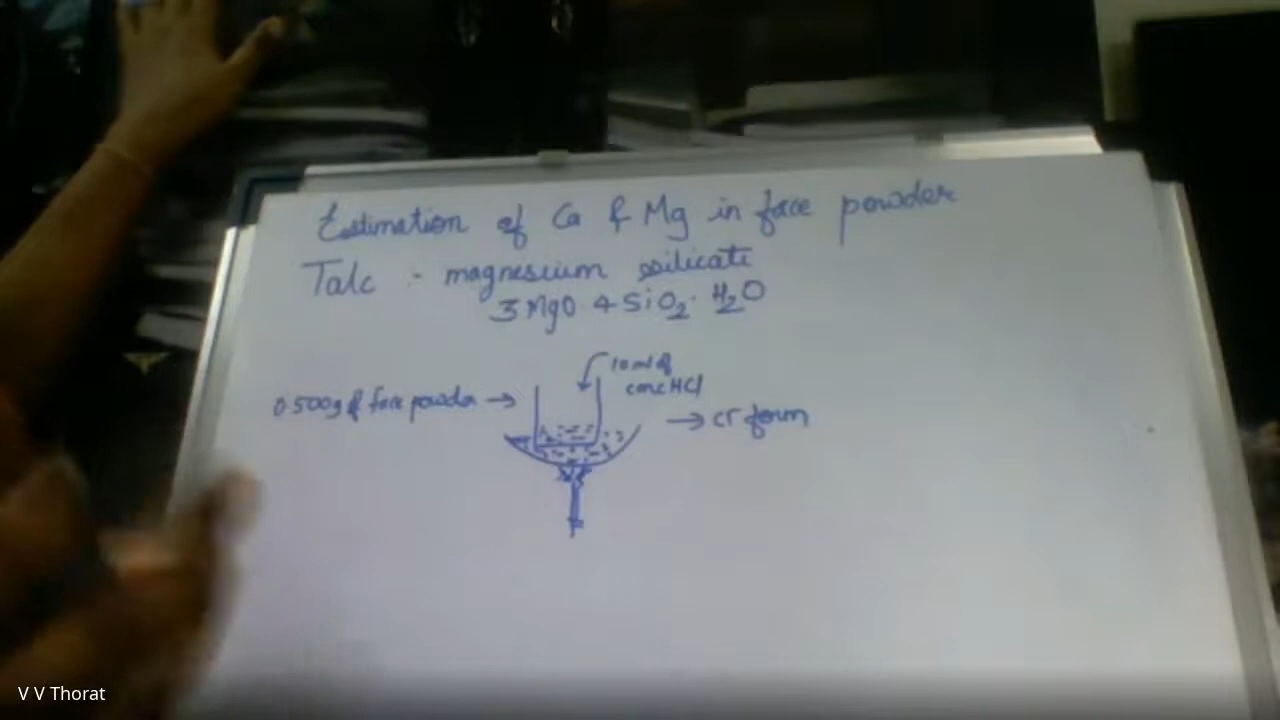 Estimation of Ca & Mg in face powder
Talc :- magnesium silicate
3MgO 4SiO2· H2O
10 ml of
conc HCl
0.500g of face powder →
→ Cl⁻ form
V V Thorat